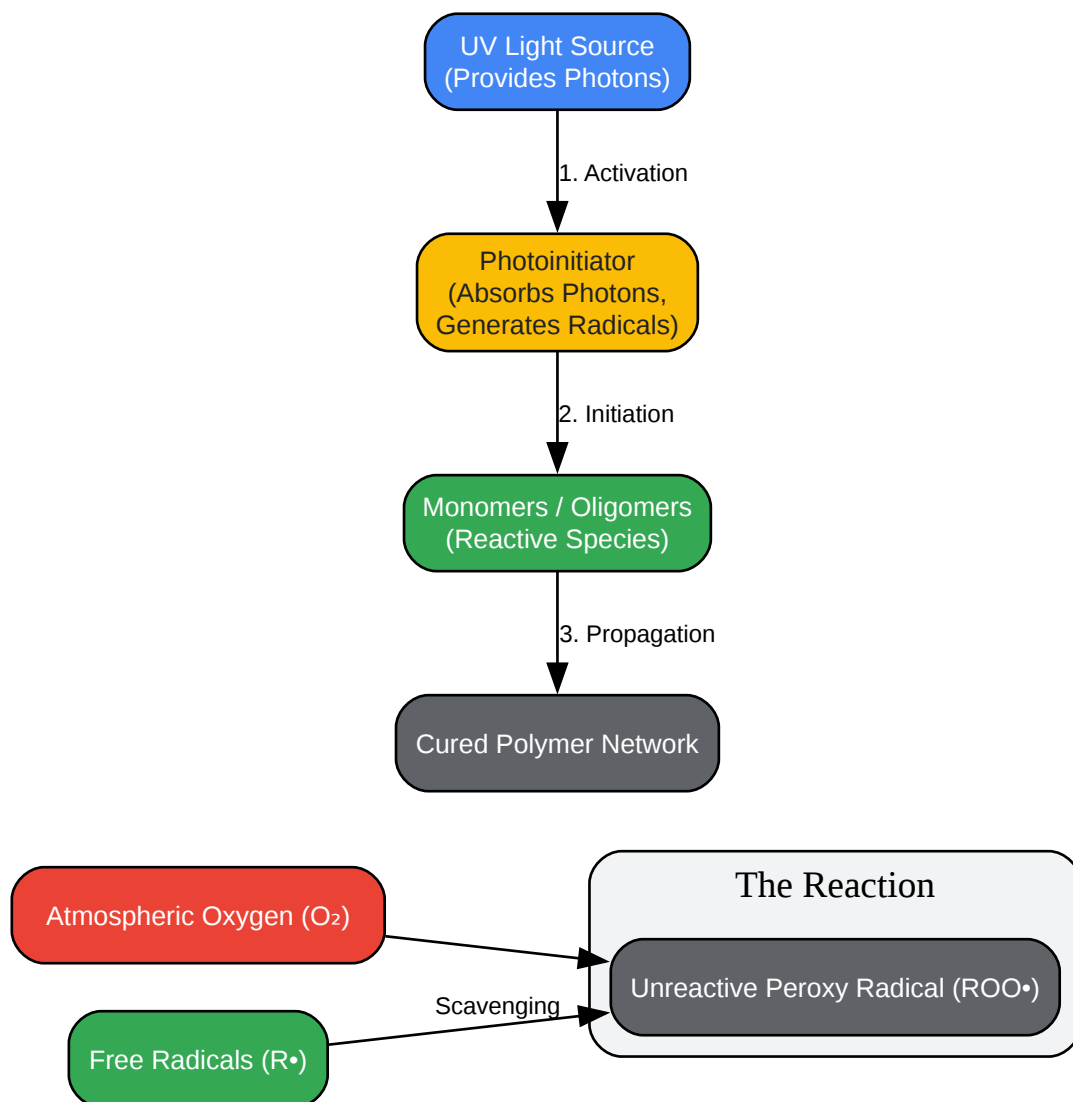 UV Light Source
(Provides Photons)
1. Activation
Photoinitiator
(Absorbs Photons,
Generates Radicals)
2. Initiation
Monomers / Oligomers
(Reactive Species)
3. Propagation
Cured Polymer Network
The Reaction
Atmospheric Oxygen (O₂)
Unreactive Peroxy Radical (ROO•)
Scavenging
Free Radicals (R•)